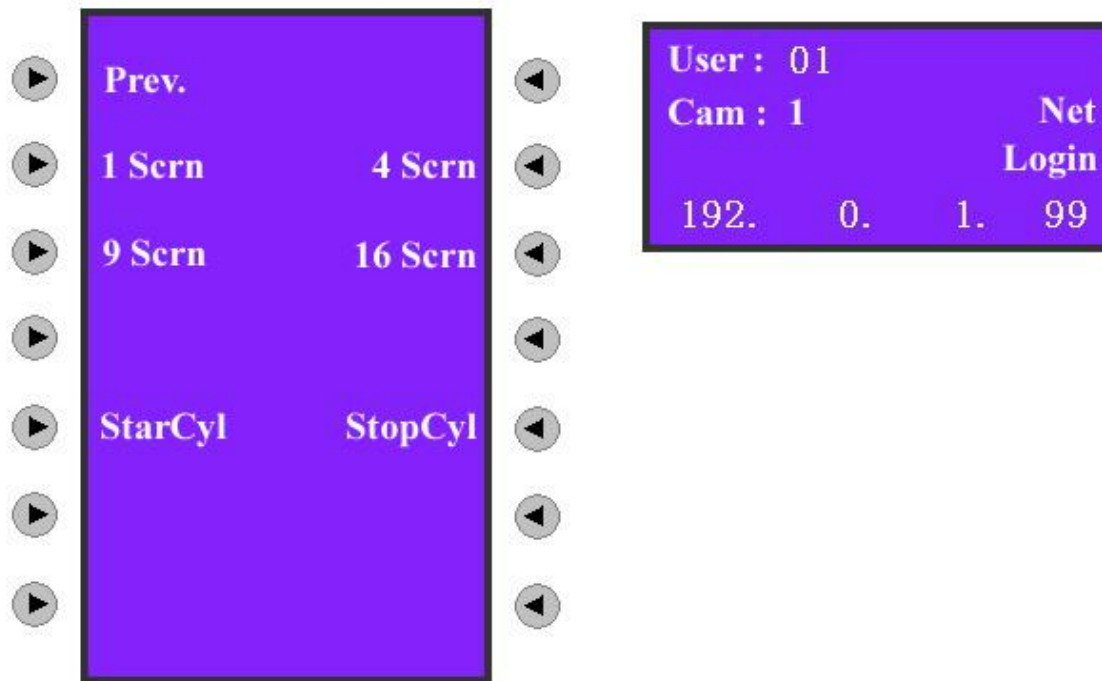 Prev.
1 Scrn 4 Scrn
9 Scrn 16 Scrn
StarCyl StopCyl
User : 01
Cam : 1 Net
Login
192. 0. 1. 99